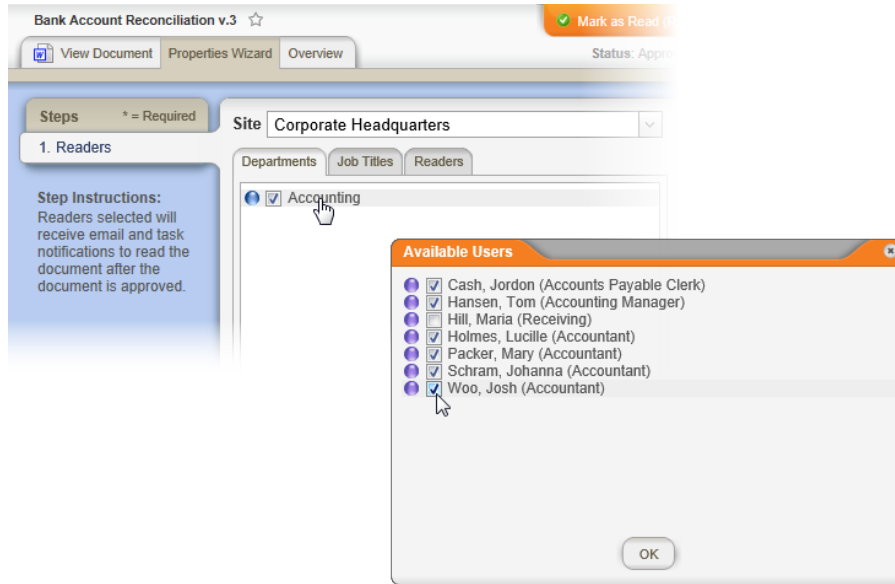 Bank Account Reconciliation v.3
Mark as Read
View Document
Properties Wizard
Overview
Status: Appro
Steps
* = Required
1. Readers
Step Instructions:
Readers selected will
receive email and task
notifications to read the
document after the
document is approved.
Site
Corporate Headquarters
Departments
Job Titles
Readers
Accounting
Available Users
Cash, Jordon (Accounts Payable Clerk)
Hansen, Tom (Accounting Manager)
Hill, Maria (Receiving)
Holmes, Lucille (Accountant)
Packer, Mary (Accountant)
Schram, Johanna (Accountant)
Woo, Josh (Accountant)
OK